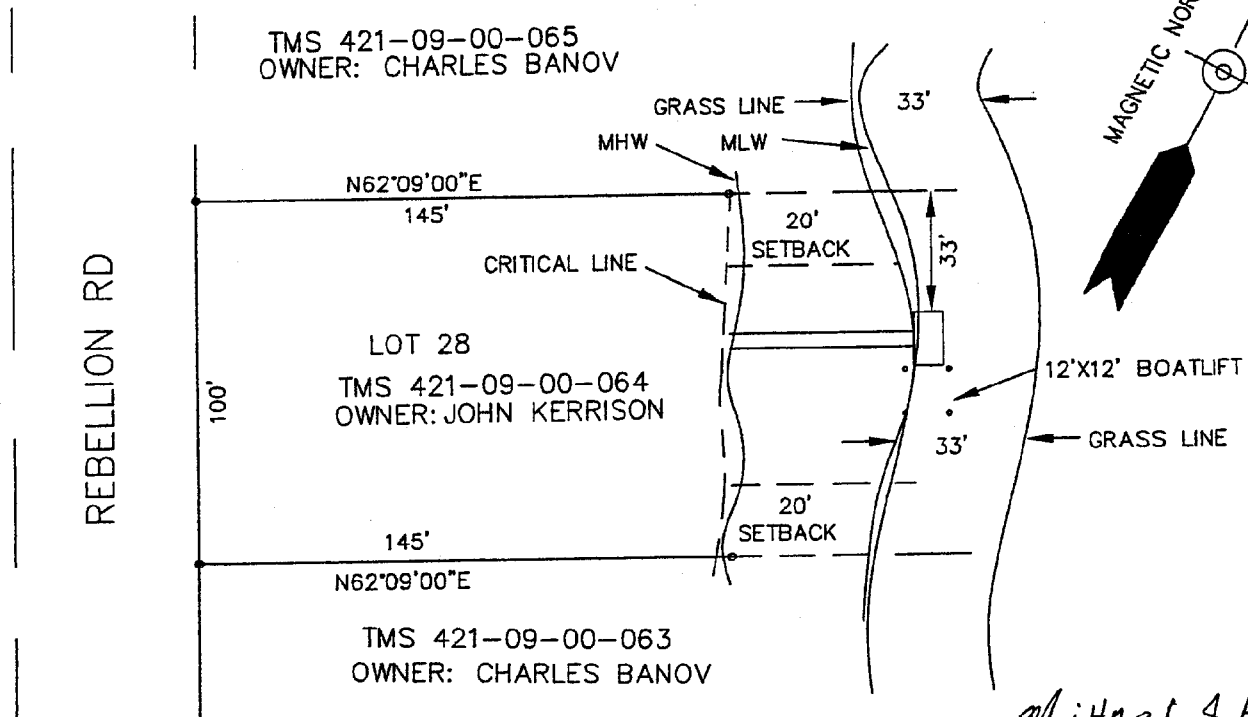 TMS 421-09-00-065
OWNER: CHARLES BANOV
MAGNETIC
GRASS LINE
33'
MHW
MLW
N62°09'00"E
145'
20'
SETBACK
33'
CRITICAL LINE
REBELLION RD
100'
LOT 28
TMS 421-09-00-064
OWNER: JOHN KERRISON
12'X12' BOATLIFT
33'
GRASS LINE
145'
N62°09'00"E
20'
SETBACK
TMS 421-09-00-063
OWNER: CHARLES BANOV